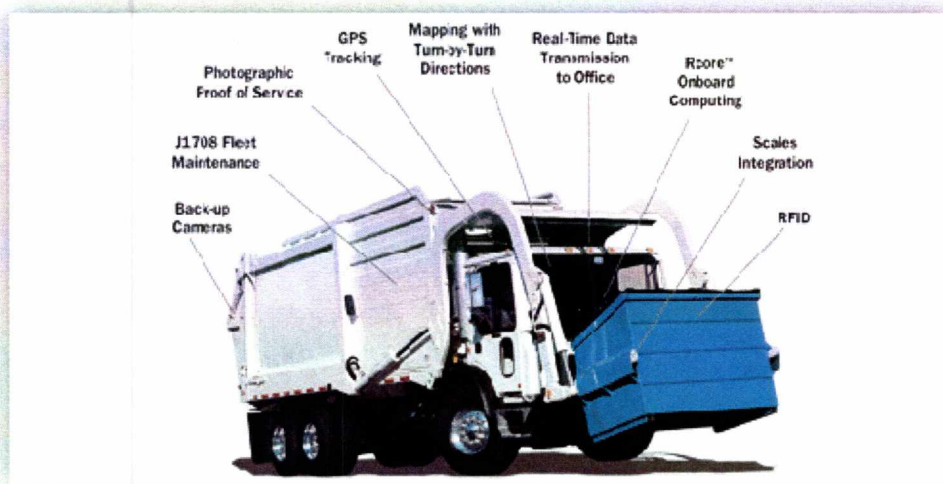 GPS
Tracking
Mapping with
Turn-by-Turn
Directions
Real-Time Data
Transmission
to Office
Rcore™
Onboard
Computing
Photographic
Proof of Service
J1708 Fleet
Maintenance
Scales
Integration
Back-up
Cameras
RFID